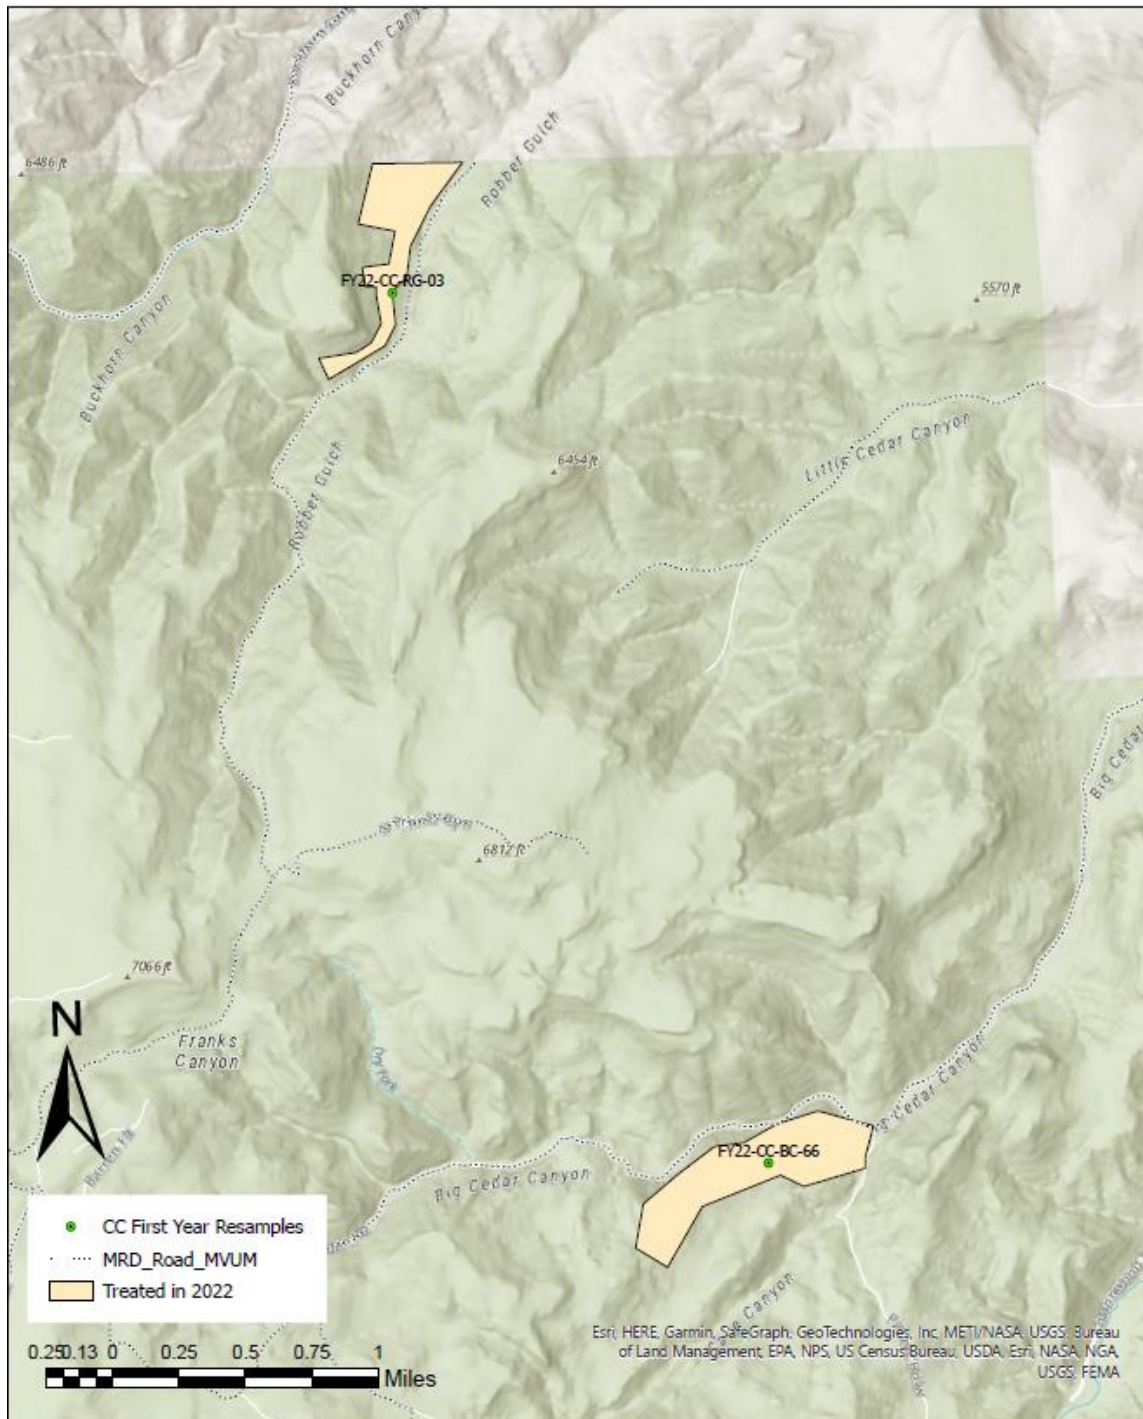 Buckhorn Canyon
6486 ft
Robber Gulch
FY22-CC-RG-03
5570 ft
Buckhorn Canyon
Little Cedar Canyon
6454 ft
Robber Gulch
Big Cedar
6812 ft
7066 ft
N
Franks
Canyon
Dry Fork
Cedar Canyon
FY22-CC-BC-66
Big Cedar Canyon
CC First Year Resamples
MRD_Road_MVUM
Treated in 2022
Canyon
Esri, HERE, Garmin, SafeGraph, GeoTechnologies, Inc, METI/NASA, USGS, Bureau
of Land Management, EPA, NPS, US Census Bureau, USDA, Esri, NASA, NGA,
USGS, FEMA
0.25 0.13 0 0.25 0.5 0.75 1
Miles